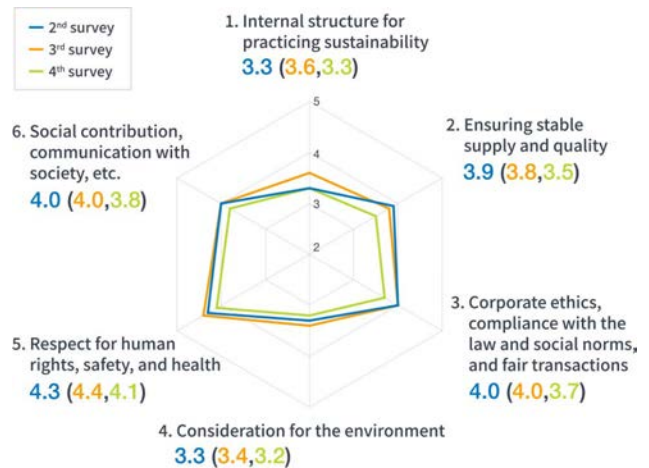 2nd survey
3rd survey
4th survey
1. Internal structure for
practicing sustainability
3.3 (3.6,3.3)
5
4
3
2
2. Ensuring stable
supply and quality
3.9 (3.8,3.5)
3. Corporate ethics,
compliance with the
law and social norms,
and fair transactions
4.0 (4.0,3.7)
4. Consideration for the environment
3.3 (3.4,3.2)
5. Respect for human
rights, safety, and health
4.3 (4.4,4.1)
6. Social contribution,
communication with
society, etc.
4.0 (4.0,3.8)